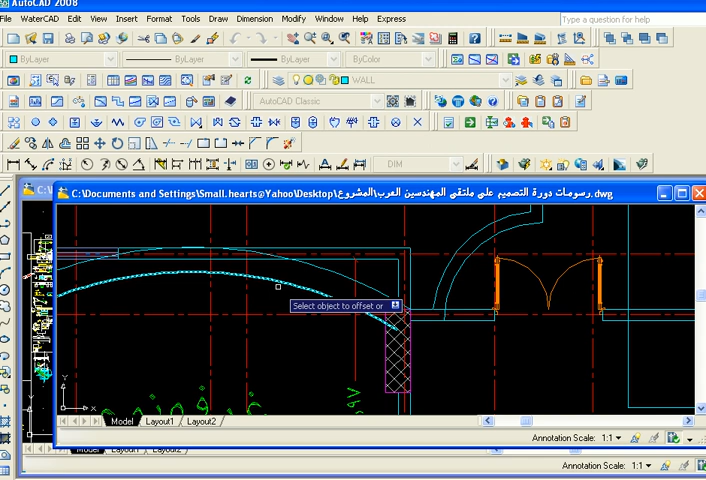 AutoCAD 2008
File WaterCAD Edit View Insert Format Tools Draw Dimension Modify Window Help Express
Type a question for help
ByLayer ByLayer ByLayer ByColor
WALL
AutoCAD Classic
DIM
C:\Documents and Settings\Small.hearts@Yahoo\Desktop\رسومات دورة التصميم على ملتقى المهندسين العرب\المشروع.dwg
Select object to offset or
Model Layout1 Layout2
Annotation Scale: 1:1
Model Layout1 Layout2
Annotation Scale: 1:1